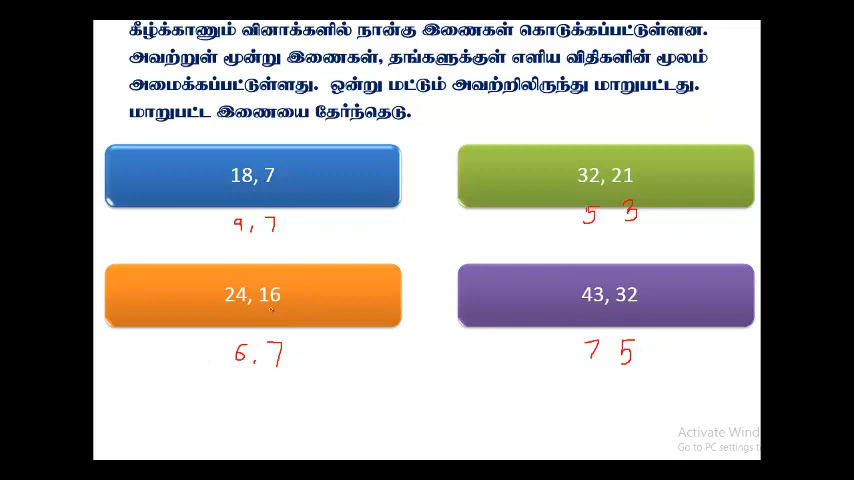 கீழ்க்காணும் வினாக்களில் நான்கு இணைகள் கொடுக்கப்பட்டுள்ளன.
அவற்றுள் மூன்று இணைகள், தங்களுக்குள் எளிய விதிகளின் மூலம்
அமைக்கப்பட்டுள்ளது. ஒன்று மட்டும் அவற்றிலிருந்து மாறுபட்டது.
மாறுபட்ட இணையை தேர்ந்தெடு.
18, 7
32, 21
9, 7
5 3
24, 16
43, 32
6, 7
7 5
Activate Wind
Go to PC settings t